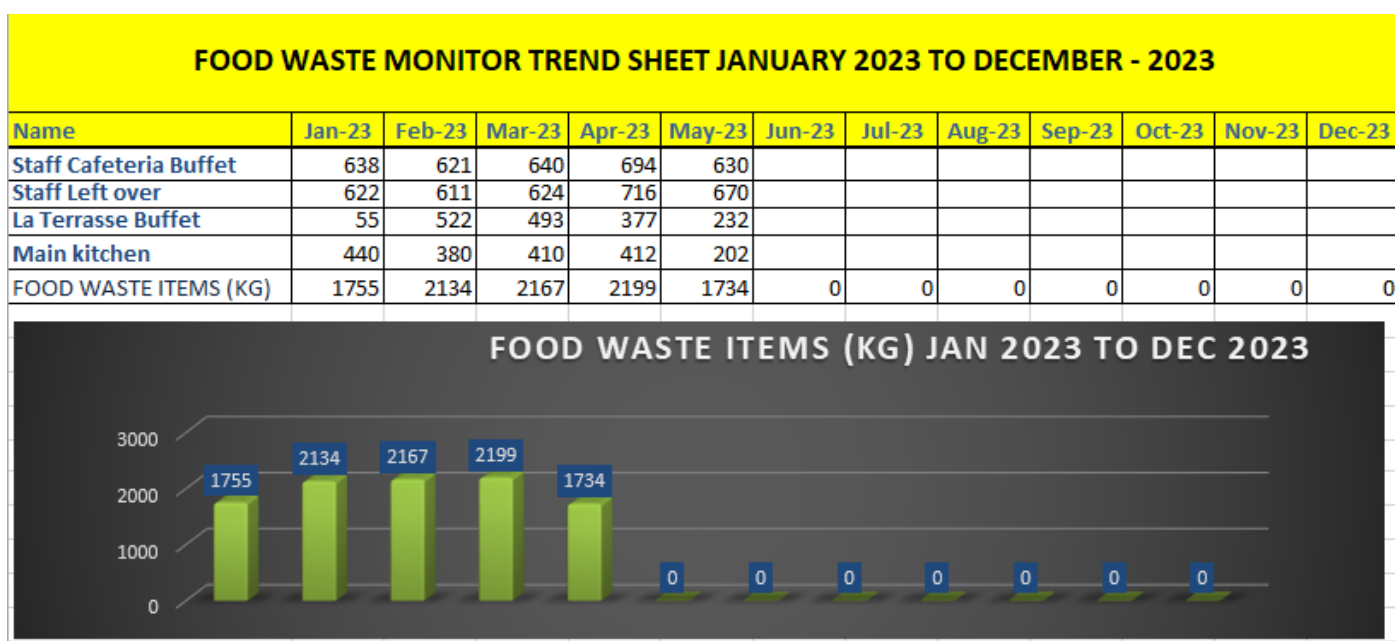 FOOD WASTE MONITOR TREND SHEET JANUARY 2023 TO DECEMBER - 2023
Name Jan-23 Feb-23 Mar-23 Apr-23 May-23 Jun-23 Jul-23 Aug-23 Sep-23 Oct-23 Nov-23 Dec-23
Staff Cafeteria Buffet 638 621 640 694 630
Staff Left over 622 611 624 716 670
La Terrasse Buffet 55 522 493 377 232
Main kitchen 440 380 410 412 202
FOOD WASTE ITEMS (KG) 1755 2134 2167 2199 1734 0 0 0 0 0 0 0
FOOD WASTE ITEMS (KG) JAN 2023 TO DEC 2023
3000
2000
1000
0
1755 2134 2167 2199 1734 0 0 0 0 0 0 0